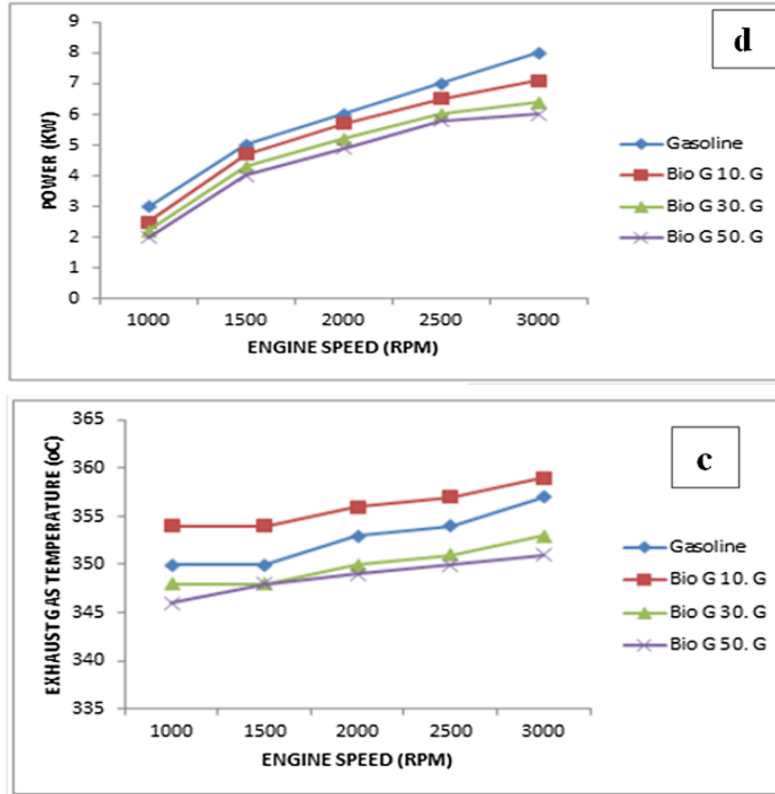 d
9
8
7
6
5
4
3
2
1
0
POWER (KW)
1000 1500 2000 2500 3000
ENGINE SPEED (RPM)
Gasoline
Bio G 10. G
Bio G 30. G
Bio G 50. G
c
365
360
355
350
345
340
335
EXHAUST GAS TEMPERATURE (oC)
1000 1500 2000 2500 3000
ENGINE SPEED (RPM)
Gasoline
Bio G 10. G
Bio G 30. G
Bio G 50. G